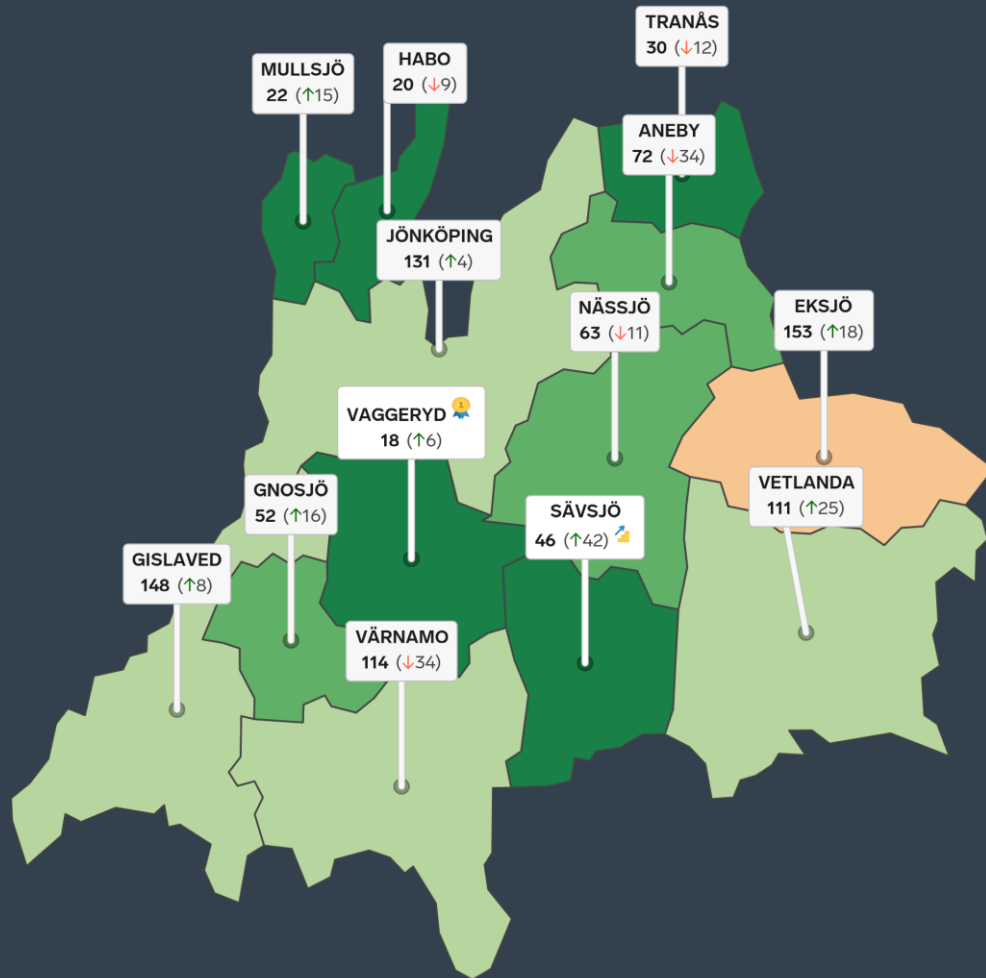 TRANÅS
30 (↓12)
HABO
20 (↓9)
MULLSJÖ
22 (↑15)
ANEBY
72 (↓34)
JÖNKÖPING
131 (↑4)
NÄSSJÖ
63 (↓11)
EKSJÖ
153 (↑18)
VAGGERYD 1
18 (↑6)
VETLANDA
111 (↑25)
GNOSJÖ
52 (↑16)
SÄVSJÖ
46 (↑42)
GISLAVED
148 (↑8)
VÄRNAMO
114 (↓34)